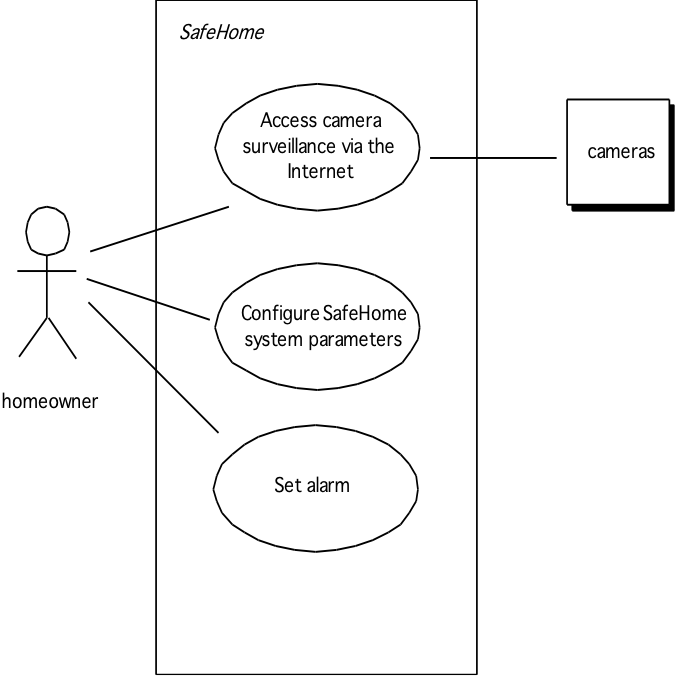 SafeHome
Access camera
surveillance via the
Internet
cameras
Configure SafeHome
system parameters
homeowner
Set alarm